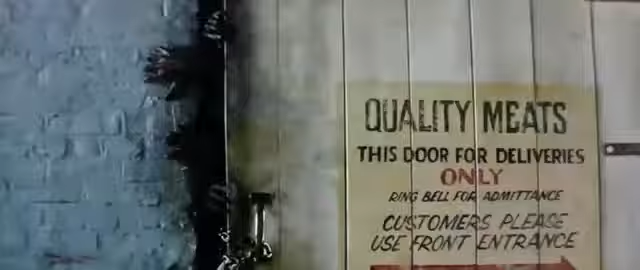 QUALITY MEATS
THIS DOOR FOR DELIVERIES
ONLY
RING BELL FOR ADMITTANCE
CUSTOMERS PLEASE
USE FRONT ENTRANCE